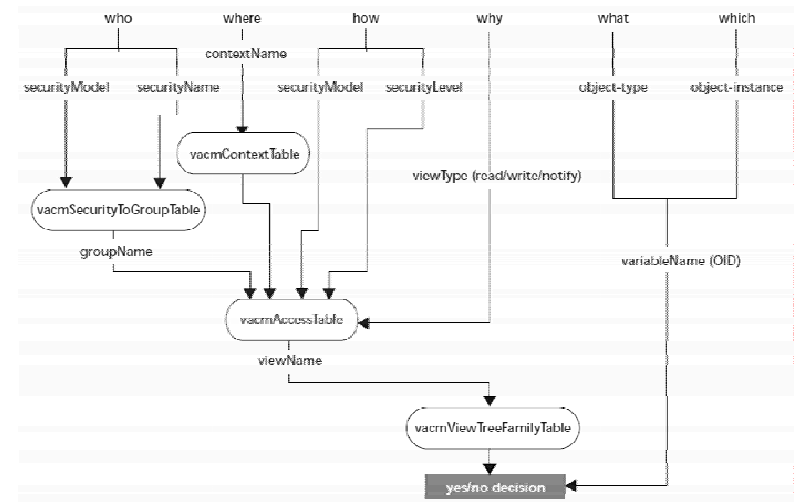 who where how why what which
contextName
securityModel securityName securityModel securityLevel object-type object-instance
vacmContextTable
viewType (read/write/notify)
vacmSecurityToGroupTable
groupName
variableName (OID)
vacmAccessTable
viewName
vacmViewTreeFamilyTable
yes/no decision